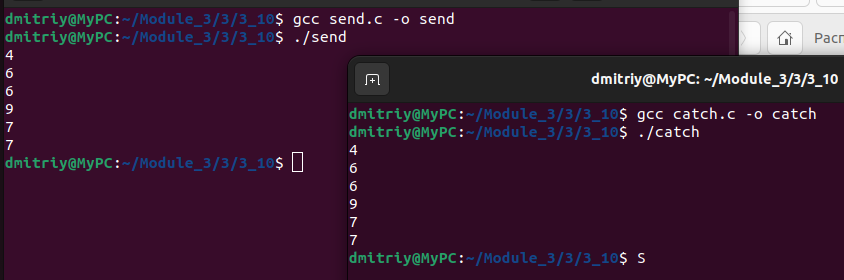 dmitriy@MyPC:~/Module_3/3/3_10$ gcc send.c -o send
dmitriy@MyPC:~/Module_3/3/3_10$ ./send
4
6
6
9
7
7
dmitriy@MyPC:~/Module_3/3/3_10$
Расп
dmitriy@MyPC: ~/Module_3/3/3_10
dmitriy@MyPC:~/Module_3/3/3_10$ gcc catch.c -o catch
dmitriy@MyPC:~/Module_3/3/3_10$ ./catch
4
6
6
9
7
7
dmitriy@MyPC:~/Module_3/3/3_10$ S